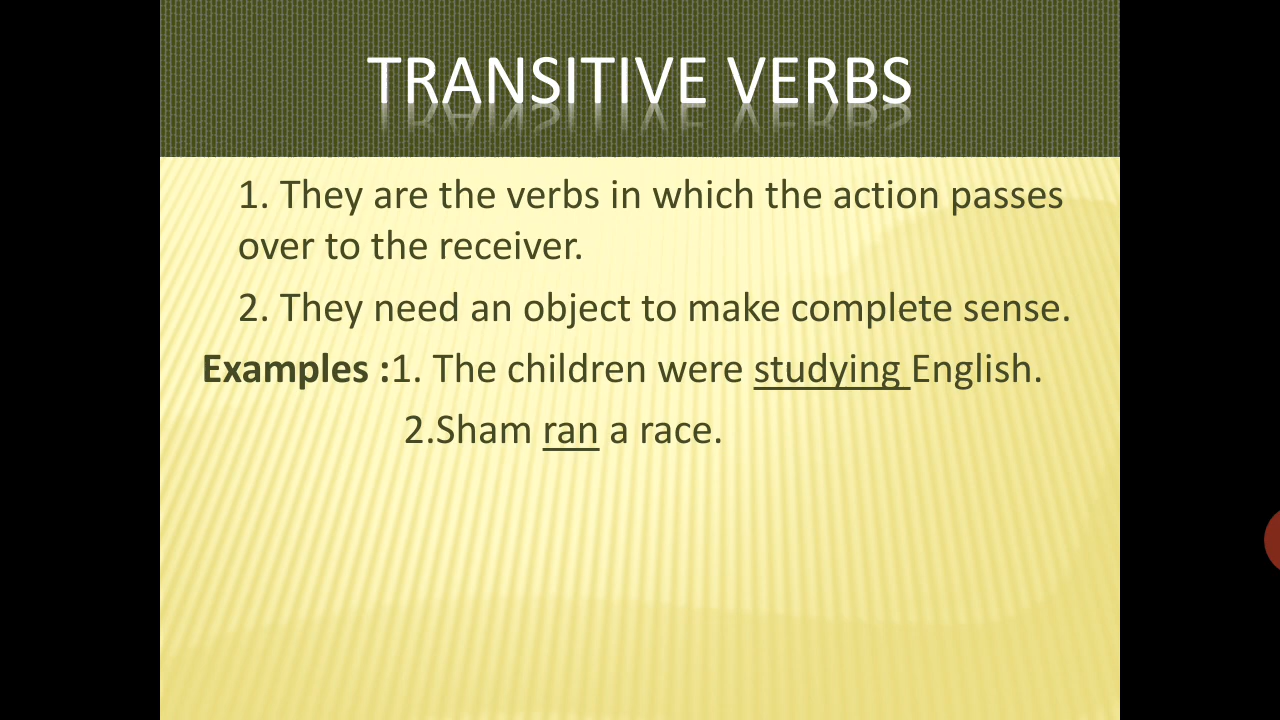 TRANSITIVE VERBS
1. They are the verbs in which the action passes
over to the receiver.
2. They need an object to make complete sense.
Examples :1. The children were studying English.
2.Sham ran a race.